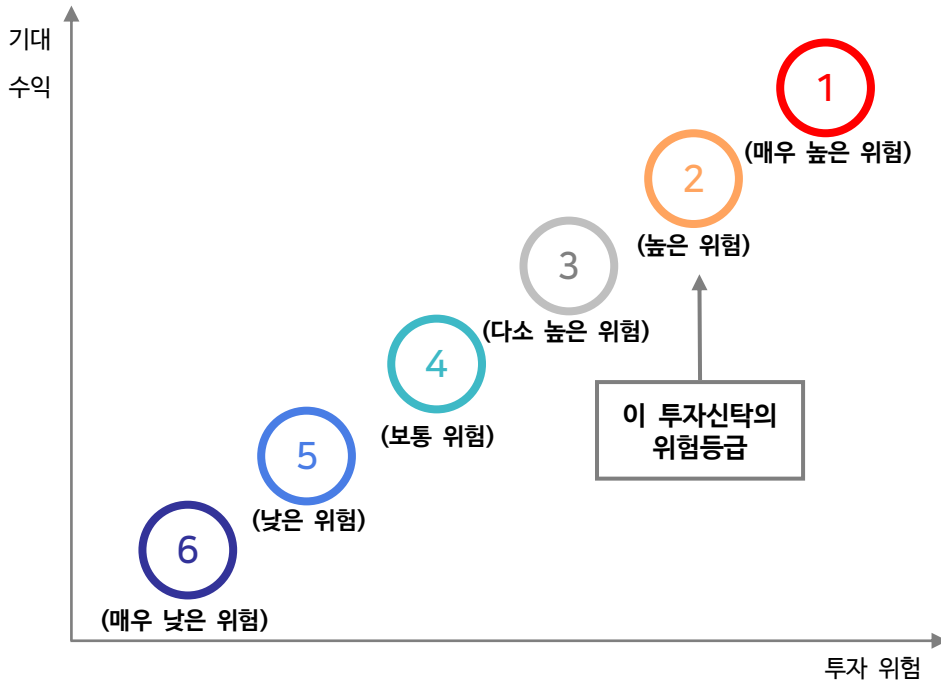 기대
수익
1
(매우 높은 위험)
2
(높은 위험)
3
(다소 높은 위험)
4
(보통 위험)
이 투자신탁의
위험등급
5
(낮은 위험)
6
(매우 낮은 위험)
투자 위험